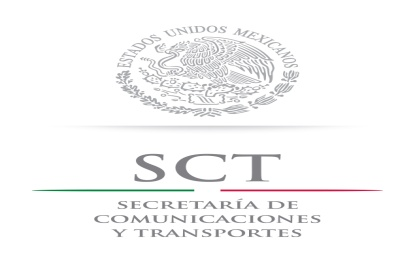 ESTADOS UNIDOS MEXICANOS
SCT
SECRETARÍA DE
COMUNICACIONES
Y TRANSPORTES